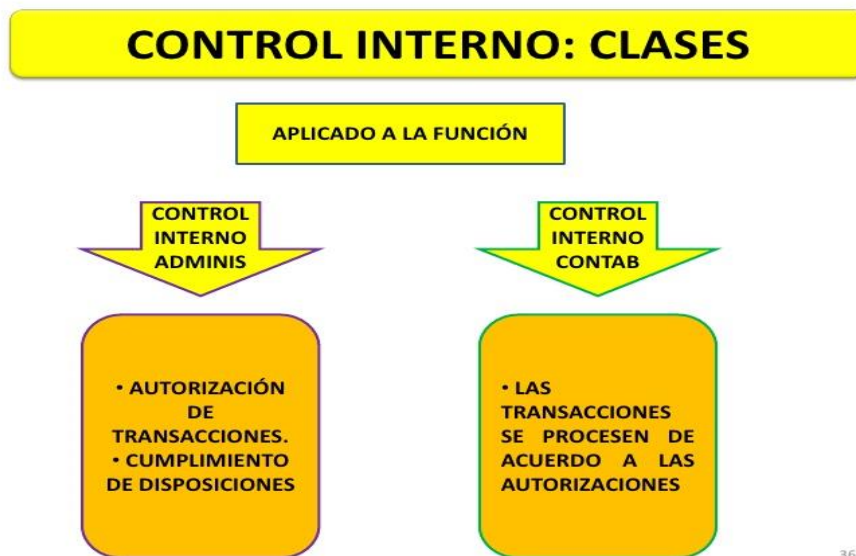 CONTROL INTERNO: CLASES
APLICADO A LA FUNCIÓN
CONTROL
INTERNO
ADMINIS
• AUTORIZACIÓN
DE
TRANSACCIONES.
• CUMPLIMIENTO
DE DISPOSICIONES
CONTROL
INTERNO
CONTAB
• LAS
TRANSACCIONES
SE PROCESEN DE
ACUERDO A LAS
AUTORIZACIONES
36